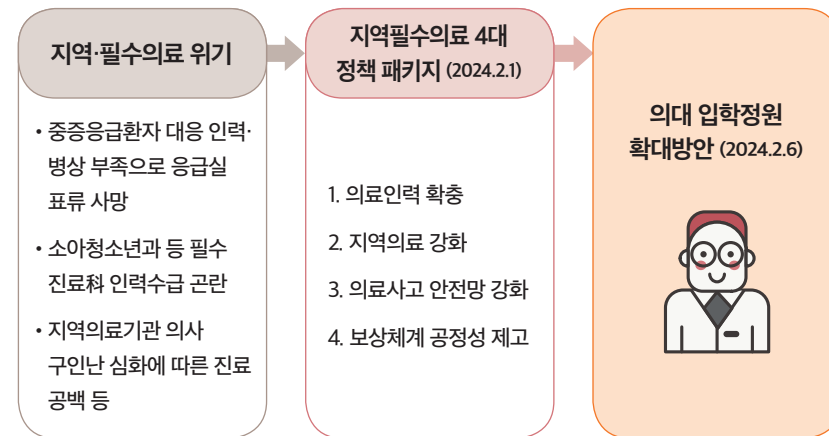 지역·필수의료 위기
• 중증응급환자 대응 인력·
병상 부족으로 응급실
표류 사망
• 소아청소년과 등 필수
진료科 인력수급 곤란
• 지역의료기관 의사
구인난 심화에 따른 진료
공백 등
지역필수의료 4대
정책 패키지 (2024.2.1)
1. 의료인력 확충
2. 지역의료 강화
3. 의료사고 안전망 강화
4. 보상체계 공정성 제고
의대 입학정원
확대방안 (2024.2.6)